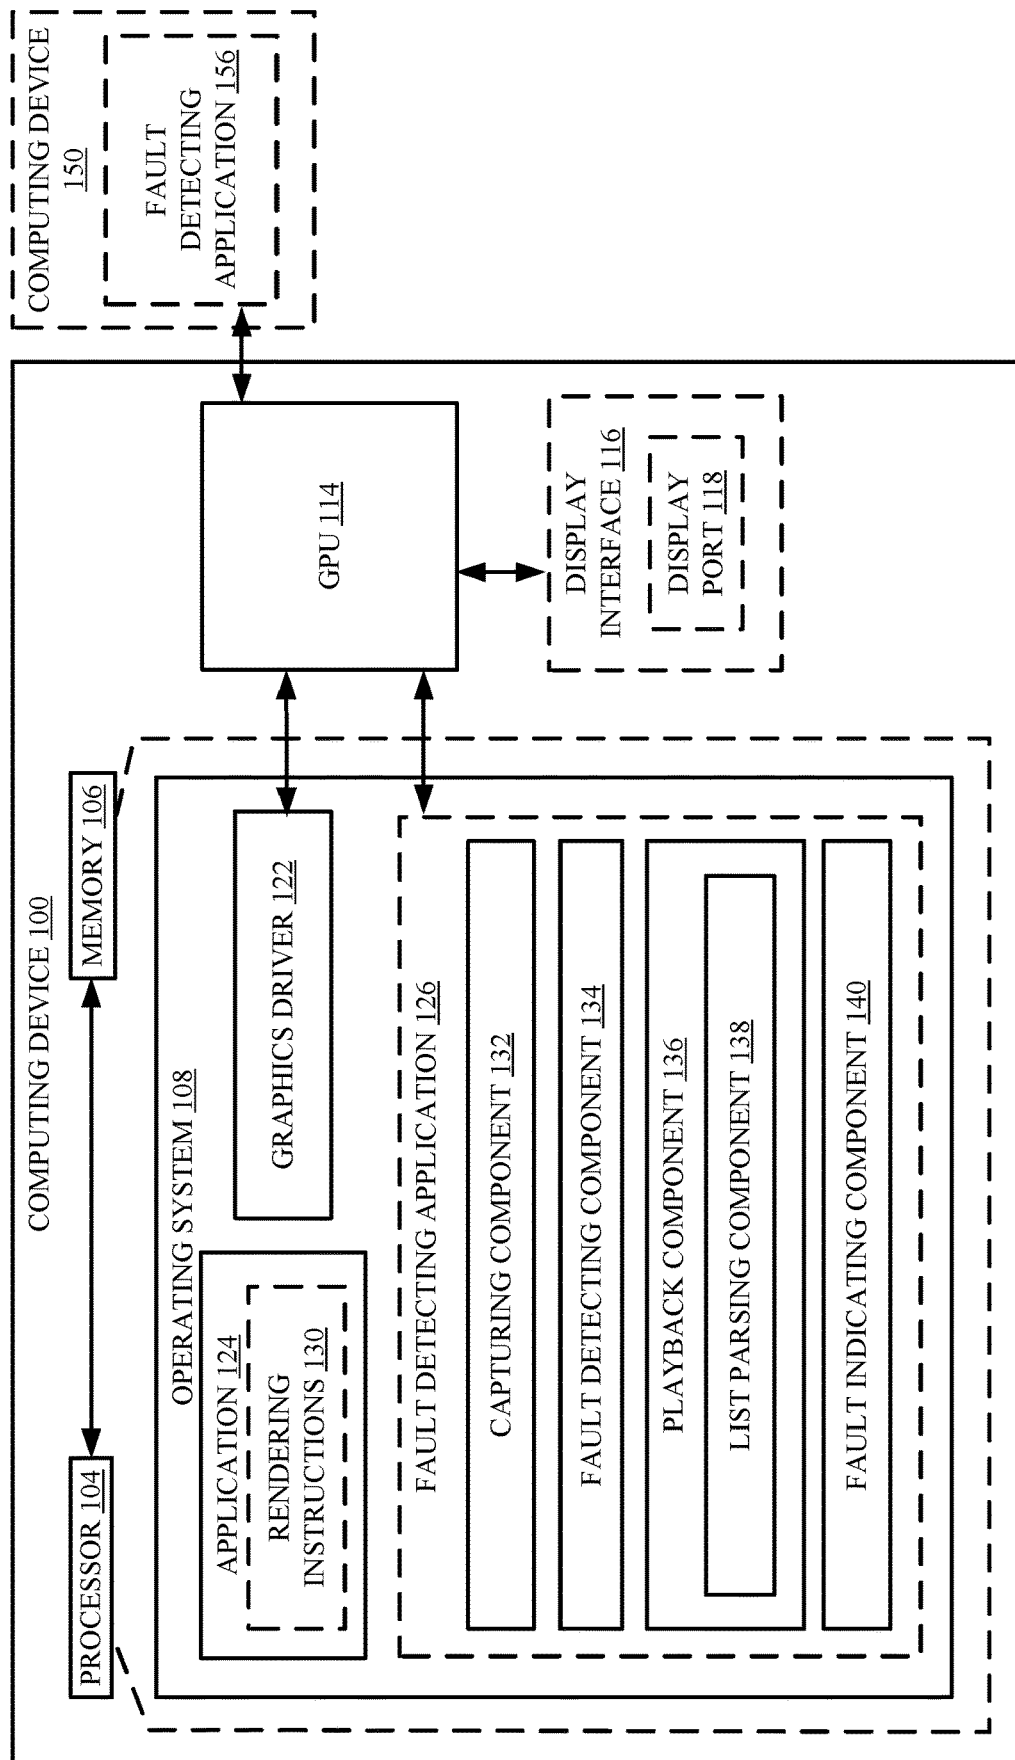 COMPUTING DEVICE 100
PROCESSOR 104
MEMORY 106
OPERATING SYSTEM 108
APPLICATION 124
RENDERING
INSTRUCTIONS 130
GRAPHICS DRIVER 122
FAULT DETECTING APPLICATION 126
CAPTURING COMPONENT 132
FAULT DETECTING COMPONENT 134
PLAYBACK COMPONENT 136
LIST PARSING COMPONENT 138
FAULT INDICATING COMPONENT 140
GPU 114
DISPLAY
INTERFACE 116
DISPLAY
PORT 118
COMPUTING DEVICE
150
FAULT
DETECTING
APPLICATION 156